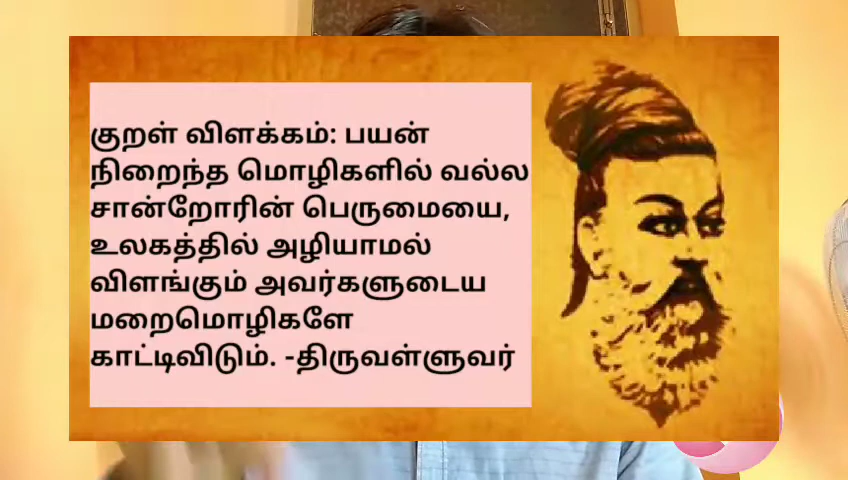 குறள் விளக்கம்: பயன்
நிறைந்த மொழிகளில் வல்ல
சான்றோரின் பெருமையை,
உலகத்தில் அழியாமல்
விளங்கும் அவர்களுடைய
மறைமொழிகளே
காட்டிவிடும். -திருவள்ளுவர்